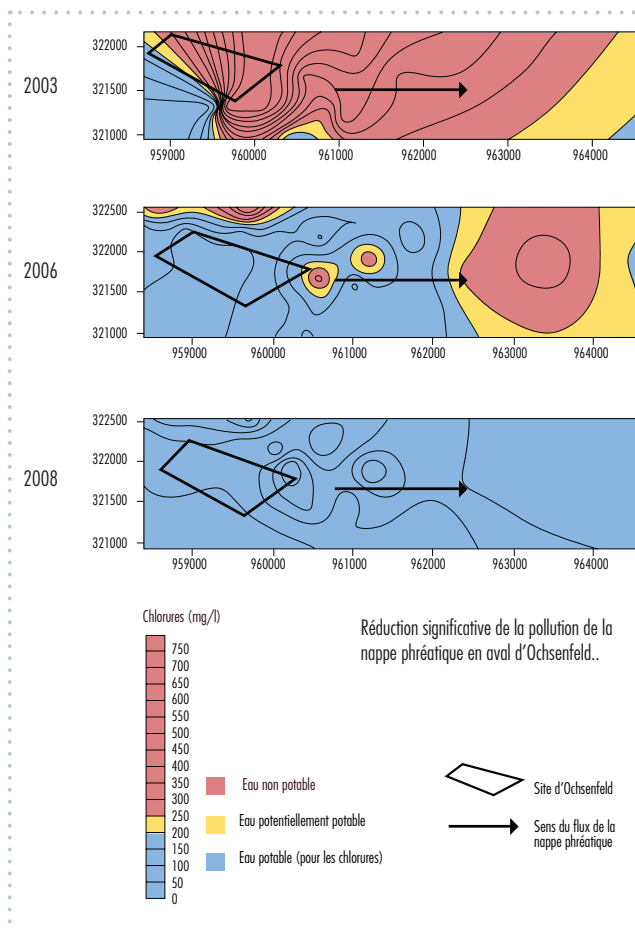 2003
322000
321500
321000
959000 960000 961000 962000 963000 964000
2006
322500
322000
321500
321000
959000 960000 961000 962000 963000 964000
2008
322500
322000
321500
321000
959000 960000 961000 962000 963000 964000
Chlorures (mg/l)
750
700
650
600
550
500
450
400
350
300
250
200
150
100
50
0
Eau non potable
Eau potentiellement potable
Eau potable (pour les chlorures)
Réduction significative de la pollution de la
nappe phréatique en aval d'Ochsenfeld..
Site d'Ochsenfeld
Sens du flux de la
nappe phréatique